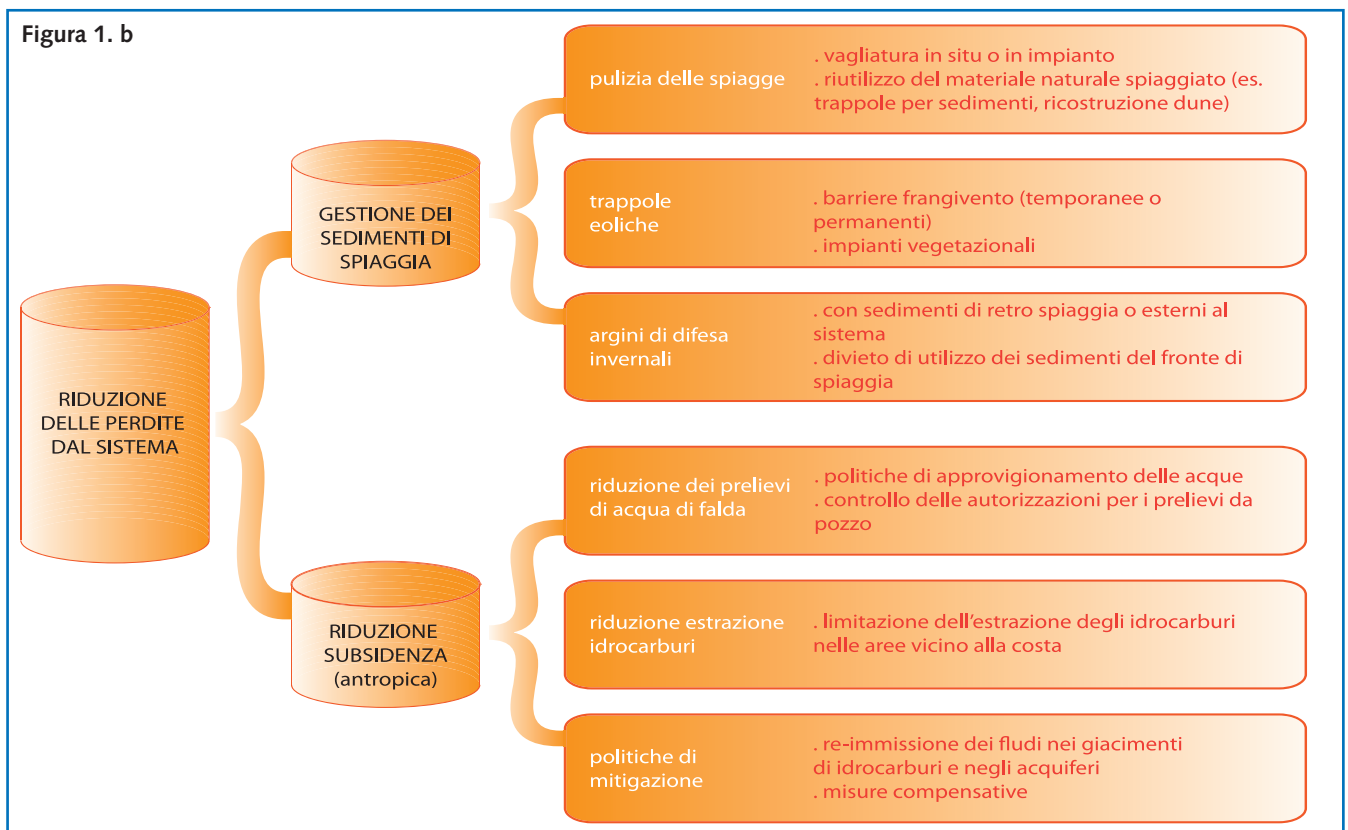 Figura 1. b
RIDUZIONE
DELLE PERDITE
DAL SISTEMA
GESTIONE DEI
SEDIMENTI DI
SPIAGGIA
pulizia delle spiagge
. vagliatura in situ o in impianto
. riutilizzo del materiale naturale spiaggiato (es.
trappole per sedimenti, ricostruzione dune)
trappole
eoliche
. barriere frangivento (temporanee o
permanenti)
. impianti vegetazionali
argini di difesa
invernali
. con sedimenti di retro spiaggia o esterni al
sistema
. divieto di utilizzo dei sedimenti del fronte di
spiaggia
RIDUZIONE
SUBSIDENZA
(antropica)
riduzione dei prelievi
di acqua di falda
. politiche di approvigionamento delle acque
. controllo delle autorizzazioni per i prelievi da
pozzo
riduzione estrazione
idrocarburi
. limitazione dell'estrazione degli idrocarburi
nelle aree vicino alla costa
politiche di
mitigazione
. re-immissione dei fludi nei giacimenti
di idrocarburi e negli acquiferi
. misure compensative